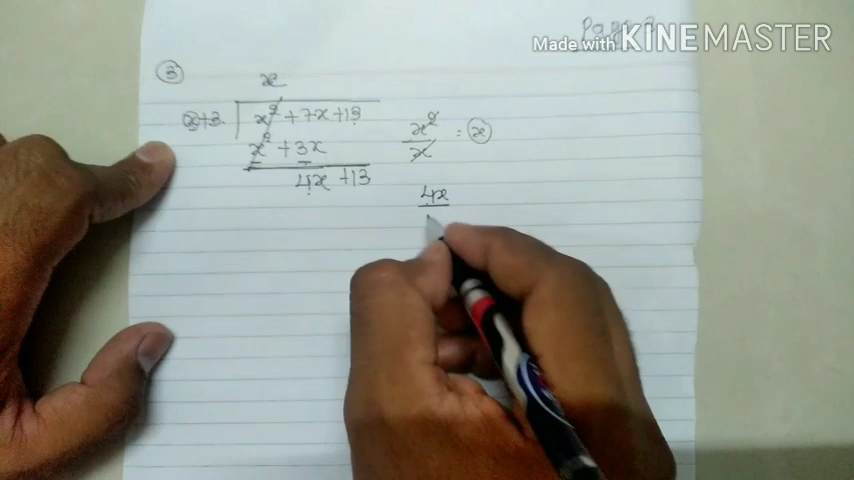 Made with KINEMASTER
③
x
x+3 x² + 7x + 13
x² + 3x
4x + 13
x²/x = x
4x